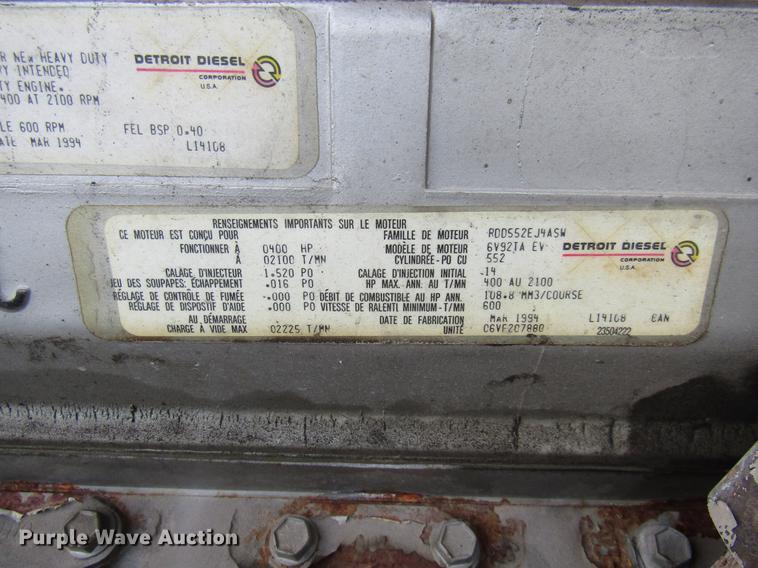 R NEW HEAVY DUTY
RY INTENDED
TY ENGINE.
400 AT 2100 RPM
LE 600 RPM FEL BSP 0.40
ATE MAR 1994 L14108
DETROIT DIESEL
CORPORATION
U.S.A.
RENSEIGNEMENTS IMPORTANTS SUR LE MOTEUR
CE MOTEUR EST CONÇU POUR FAMILLE DE MOTEUR RDD552EJ4ASW
FONCTIONNER À 0400 HP MODÈLE DE MOTEUR 6V92TA EV
À 02100 T/MN CYLINDRÉE-PO CU 552
CALAGE D'INJECTEUR 1.520 PO CALAGE D'INJECTION INITIAL 14
JEU DES SOUPAPES: ÉCHAPPEMENT .016 PO HP MAX. ANN. AU T/MN 400 AU 2100
RÉGLAGE DE CONTRÔLE DE FUMÉE -.000 PO DÉBIT DE COMBUSTIBLE AU HP ANN. 108.8 MM3/COURSE
RÉGLAGE DE DISPOSITIF D'AIDE .000 PO VITESSE DE RALENTI MINIMUM-T/MN 600
AU DÉMARRAGE DATE DE FABRICATION MAR 1994 L14108 CAN
CHARGE À VIDE MAX 02225 T/MN UNITÉ 06VF207880 23504222
DETROIT DIESEL
CORPORATION
U.S.A.
Purple Wave Auction